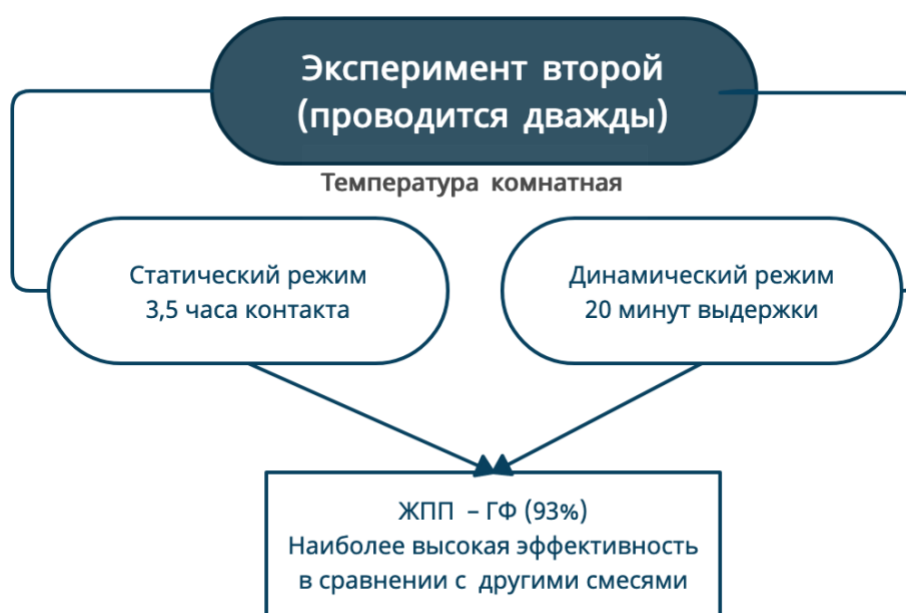 Эксперимент второй
(проводится дважды)
Температура комнатная
Статический режим
3,5 часа контакта
Динамический режим
20 минут выдержки
ЖПП – ГФ (93%)
Наиболее высокая эффективность
в сравнении с другими смесями